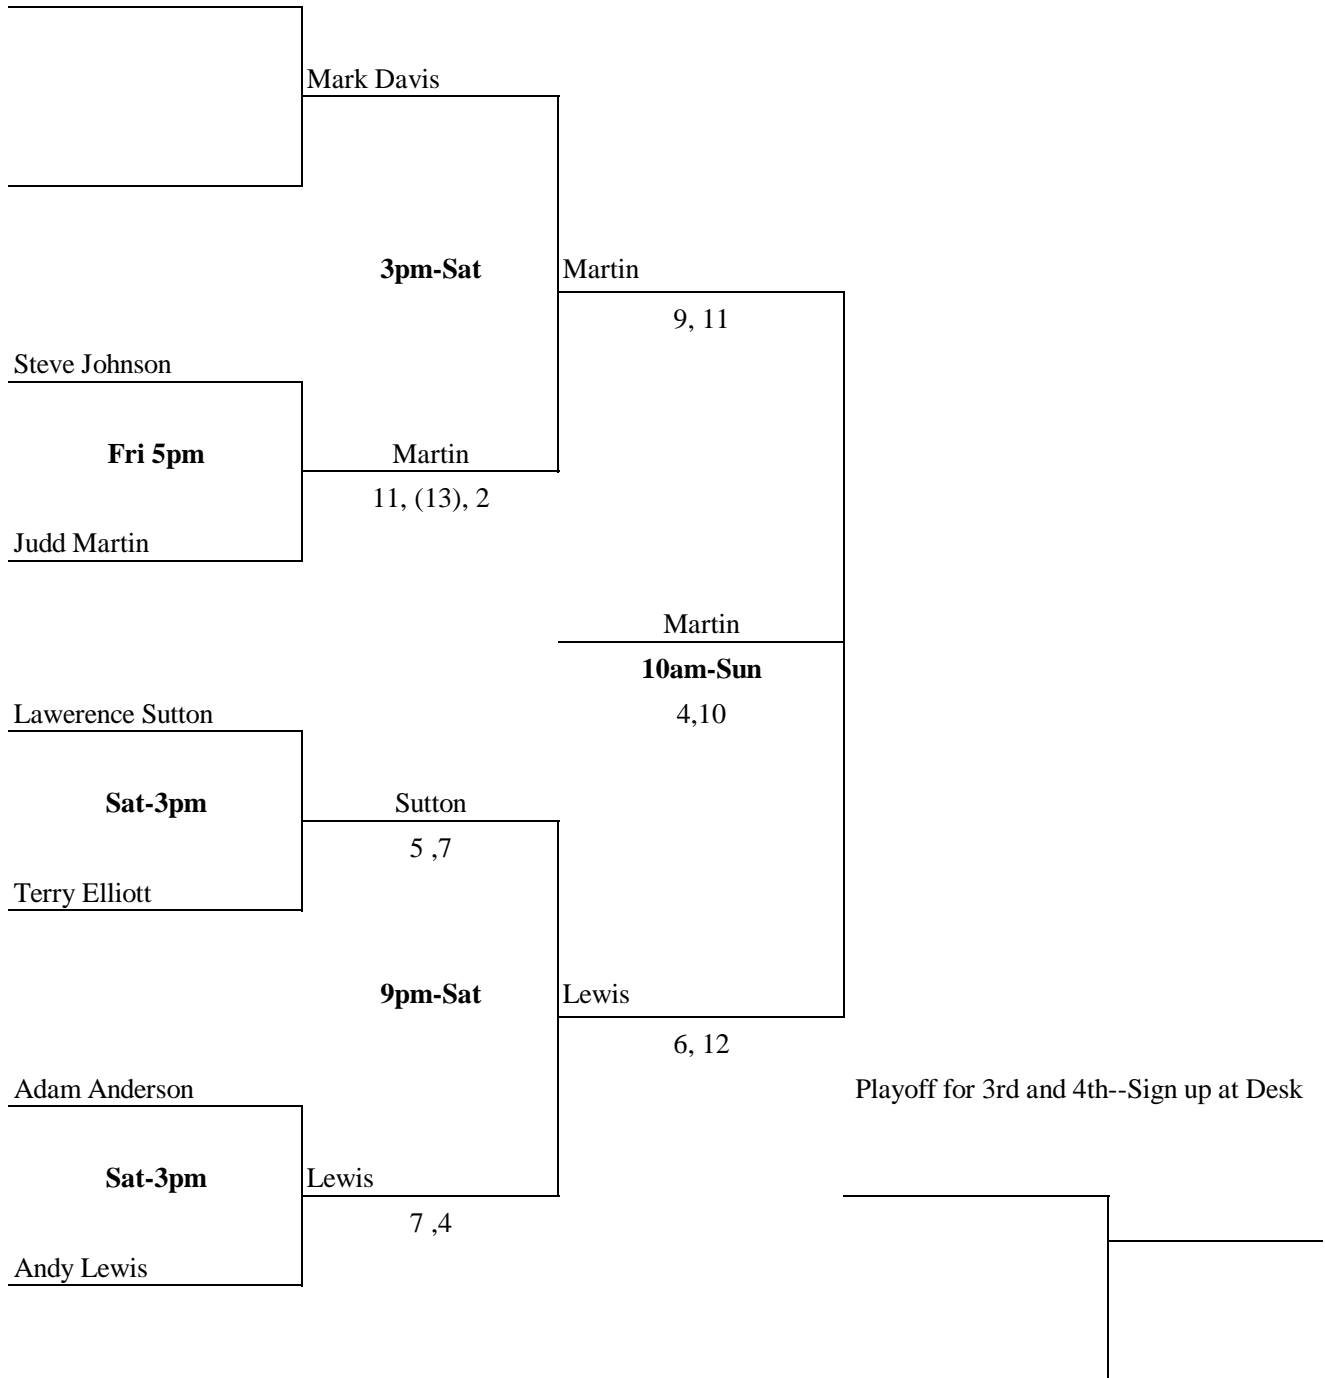 Mark Davis
3pm-Sat
Martin
9, 11
Steve Johnson
Fri 5pm
Martin
11, (13), 2
Judd Martin
Martin
10am-Sun
4,10
Lawerence Sutton
Sat-3pm
Sutton
5 ,7
Terry Elliott
9pm-Sat
Lewis
6, 12
Adam Anderson
Playoff for 3rd and 4th--Sign up at Desk
Sat-3pm
Lewis
7 ,4
Andy Lewis